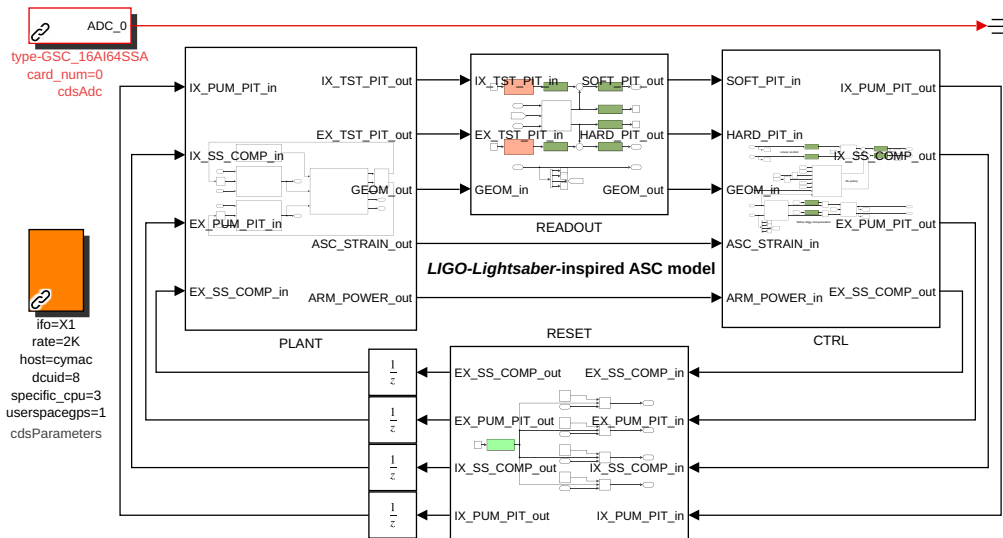 ADC_0
type-GSC_16AI64SSA
card_num=0
cdsAdc
IX_PUM_PIT_in
IX_SS_COMP_in
EX_PUM_PIT_in
EX_SS_COMP_in
IX_TST_PIT_out
EX_TST_PIT_out
GEOM_out
ASC_STRAIN_out
ARM_POWER_out
PLANT
IX_TST_PIT_in
EX_TST_PIT_in
GEOM_in
SOFT_PIT_out
HARD_PIT_out
GEOM_out
READOUT
LIGO-Lightsaber-inspired ASC model
SOFT_PIT_in
HARD_PIT_in
GEOM_in
ASC_STRAIN_in
ARM_POWER_in
IX_PUM_PIT_out
IX_SS_COMP_out
EX_PUM_PIT_out
EX_SS_COMP_out
CTRL
ifo=X1
rate=2K
host=cymac
dcuid=8
specific_cpu=3
userspacegps=1
cdsParameters
1
z
1
z
1
z
1
z
RESET
EX_SS_COMP_out
EX_PUM_PIT_out
IX_SS_COMP_out
IX_PUM_PIT_out
EX_SS_COMP_in
EX_PUM_PIT_in
IX_SS_COMP_in
IX_PUM_PIT_in